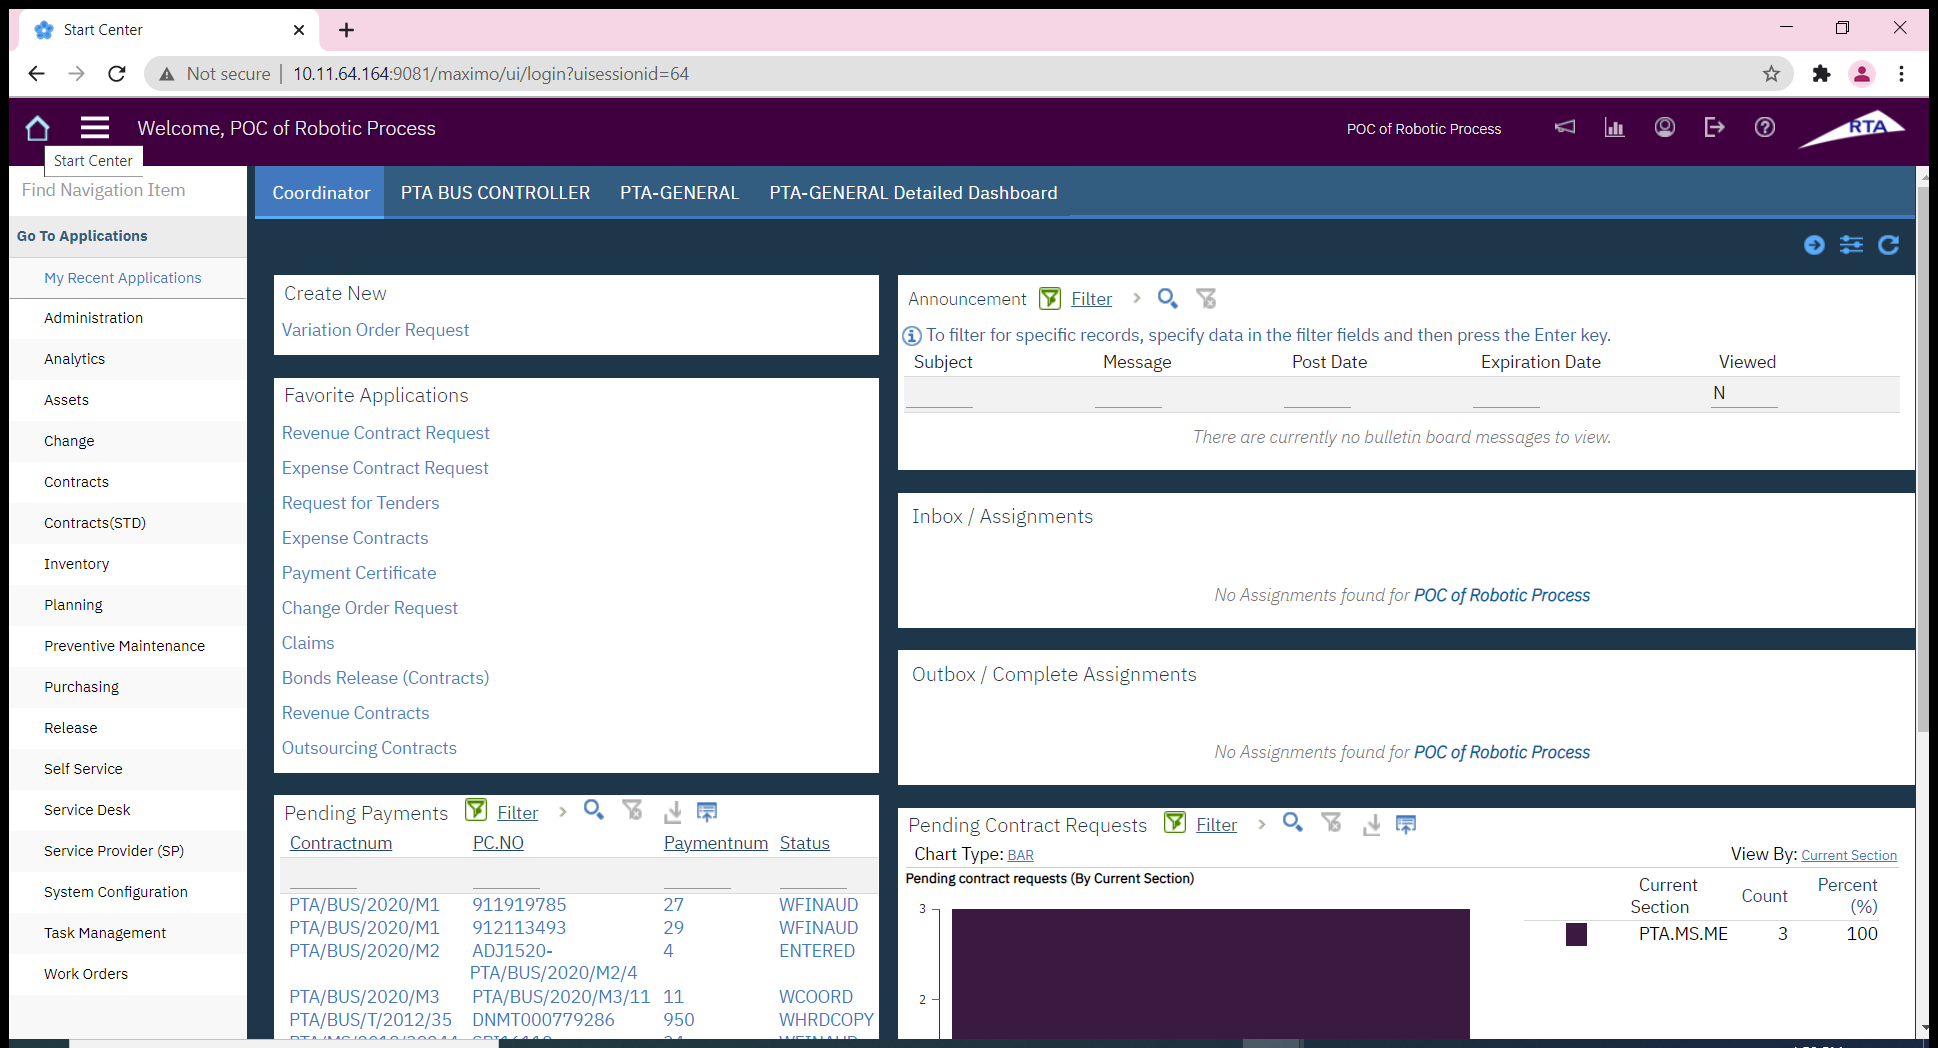 Start Center
Not secure | 10.11.64.164:9081/maximo/ui/login?uisessionid=64
Welcome, POC of Robotic Process
POC of Robotic Process
RTA
Start Center
Find Navigation Item
Go To Applications
My Recent Applications
Administration
Analytics
Assets
Change
Contracts
Contracts(STD)
Inventory
Planning
Preventive Maintenance
Purchasing
Release
Self Service
Service Desk
Service Provider (SP)
System Configuration
Task Management
Work Orders
Coordinator PTA BUS CONTROLLER PTA-GENERAL PTA-GENERAL Detailed Dashboard
Create New
Variation Order Request
Favorite Applications
Revenue Contract Request
Expense Contract Request
Request for Tenders
Expense Contracts
Payment Certificate
Change Order Request
Claims
Bonds Release (Contracts)
Revenue Contracts
Outsourcing Contracts
Pending Payments Filter
Contractnum PC.NO Paymentnum Status
PTA/BUS/2020/M1 911919785 27 WFINAUD
PTA/BUS/2020/M1 912113493 29 WFINAUD
PTA/BUS/2020/M2 ADJ1520- 4 ENTERED
PTA/BUS/2020/M2/4
PTA/BUS/2020/M3 PTA/BUS/2020/M3/11 11 WCOORD
PTA/BUS/T/2012/35 DNMT000779286 950 WHRDCOPY
Announcement Filter
To filter for specific records, specify data in the filter fields and then press the Enter key.
Subject Message Post Date Expiration Date Viewed
N
There are currently no bulletin board messages to view.
Inbox / Assignments
No Assignments found for POC of Robotic Process
Outbox / Complete Assignments
No Assignments found for POC of Robotic Process
Pending Contract Requests Filter
Chart Type: BAR View By: Current Section
Pending contract requests (By Current Section)
3
2
Current Section Count Percent (%)
PTA.MS.ME 3 100